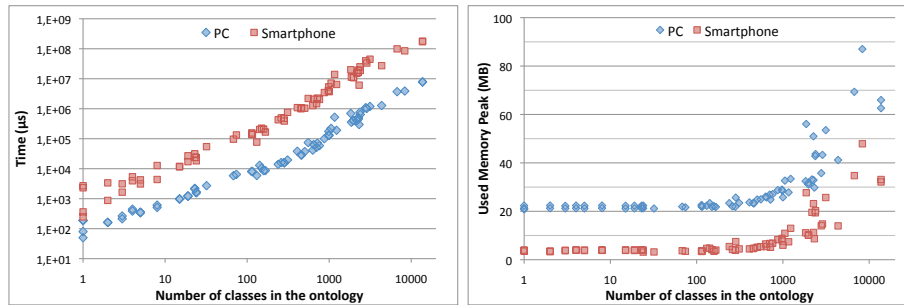 PC Smartphone
1,E+09
1,E+08
1,E+07
1,E+06
1,E+05
1,E+04
1,E+03
1,E+02
1,E+01
Time (µs)
1 10 100 1000 10000
Number of classes in the ontology
PC Smartphone
100
80
60
40
20
0
Used Memory Peak (MB)
1 10 100 1000 10000
Number of classes in the ontology